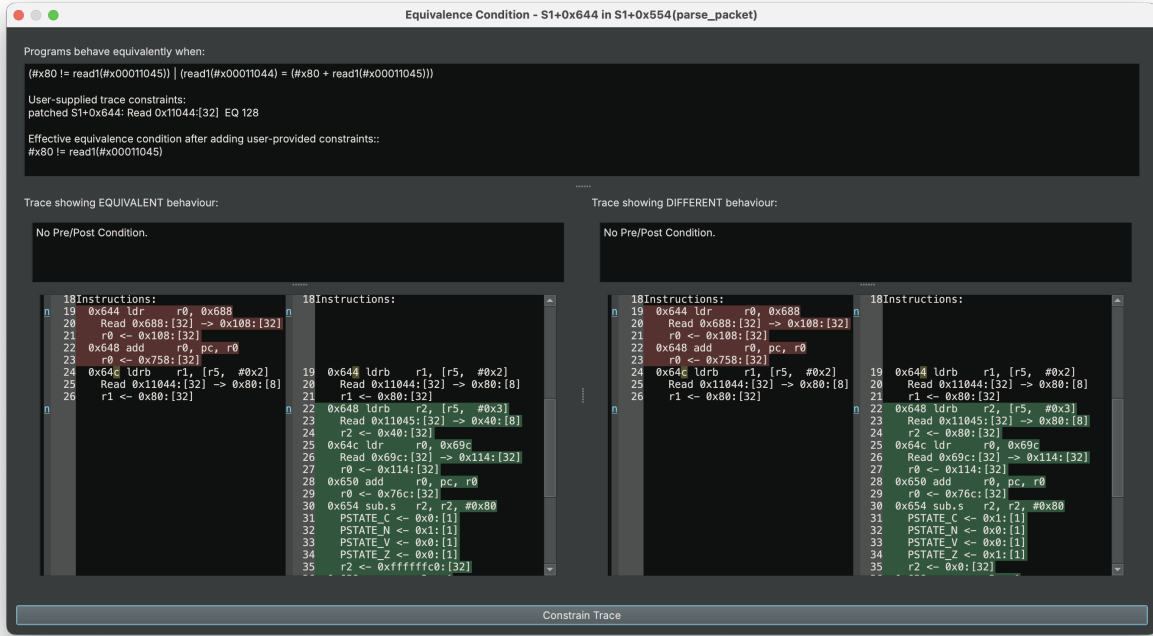 Equivalence Condition - S1+0x644 in S1+0x554(parse_packet)
Programs behave equivalently when:
(#x80 != read1(#x00011045)) | (read1(#x00011044) = (#x80 + read1(#x00011045)))
User-supplied trace constraints:
patched S1+0x644: Read 0x11044:[32] EQ 128
Effective equivalence condition after adding user-provided constraints::
#x80 != read1(#x00011045)
Trace showing EQUIVALENT behaviour:
No Pre/Post Condition.
18 Instructions:
n 19 0x644 ldr r0, 0x688
20 Read 0x688:[32] -> 0x108:[32]
21 r0 <- 0x108:[32]
22 0x648 add r0, pc, r0
23 r0 <- 0x758:[32]
24 0x64c ldrb r1, [r5, #0x2]
25 Read 0x11044:[32] -> 0x80:[8]
26 r1 <- 0x80:[32]
n
18 Instructions:
n
19 0x644 ldrb r1, [r5, #0x2]
20 Read 0x11044:[32] -> 0x80:[8]
21 r1 <- 0x80:[32]
n 22 0x648 ldrb r2, [r5, #0x3]
23 Read 0x11045:[32] -> 0x40:[8]
24 r2 <- 0x40:[32]
25 0x64c ldr r0, 0x69c
26 Read 0x69c:[32] -> 0x114:[32]
27 r0 <- 0x114:[32]
28 0x650 add r0, pc, r0
29 r0 <- 0x76c:[32]
30 0x654 sub.s r2, r2, #0x80
31 PSTATE_C <- 0x0:[1]
32 PSTATE_N <- 0x1:[1]
33 PSTATE_V <- 0x0:[1]
34 PSTATE_Z <- 0x0:[1]
35 r2 <- 0xffffffc0:[32]
Trace showing DIFFERENT behaviour:
No Pre/Post Condition.
18 Instructions:
n 19 0x644 ldr r0, 0x688
20 Read 0x688:[32] -> 0x108:[32]
21 r0 <- 0x108:[32]
22 0x648 add r0, pc, r0
23 r0 <- 0x758:[32]
24 0x64c ldrb r1, [r5, #0x2]
25 Read 0x11044:[32] -> 0x80:[8]
26 r1 <- 0x80:[32]
n
18 Instructions:
n
19 0x644 ldrb r1, [r5, #0x2]
20 Read 0x11044:[32] -> 0x80:[8]
21 r1 <- 0x80:[32]
n 22 0x648 ldrb r2, [r5, #0x3]
23 Read 0x11045:[32] -> 0x80:[8]
24 r2 <- 0x80:[32]
25 0x64c ldr r0, 0x69c
26 Read 0x69c:[32] -> 0x114:[32]
27 r0 <- 0x114:[32]
28 0x650 add r0, pc, r0
29 r0 <- 0x76c:[32]
30 0x654 sub.s r2, r2, #0x80
31 PSTATE_C <- 0x1:[1]
32 PSTATE_N <- 0x0:[1]
33 PSTATE_V <- 0x0:[1]
34 PSTATE_Z <- 0x1:[1]
35 r2 <- 0x0:[32]
Constrain Trace